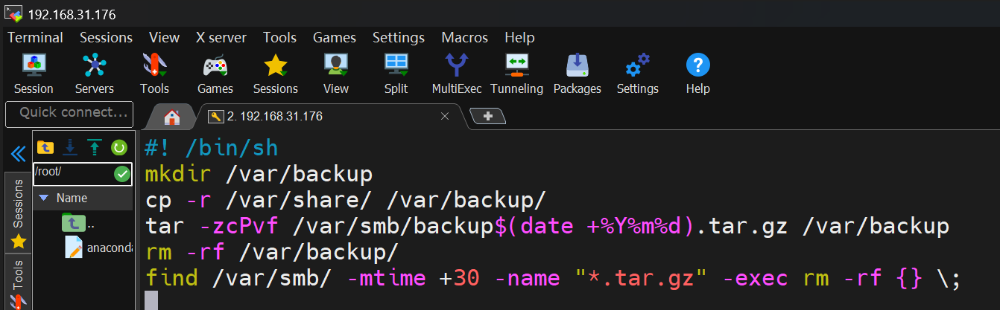 192.168.31.176
Terminal Sessions View X server Tools Games Settings Macros Help
Session Servers Tools Games Sessions View Split MultiExec Tunneling Packages Settings Help
Quick connect...
2. 192.168.31.176
/root/
Name
..
anaconda
Sessions
Tools
#! /bin/sh
mkdir /var/backup
cp -r /var/share/ /var/backup/
tar -zcPvf /var/smb/backup$(date +%Y%m%d).tar.gz /var/backup
rm -rf /var/backup/
find /var/smb/ -mtime +30 -name "*.tar.gz" -exec rm -rf {} \;